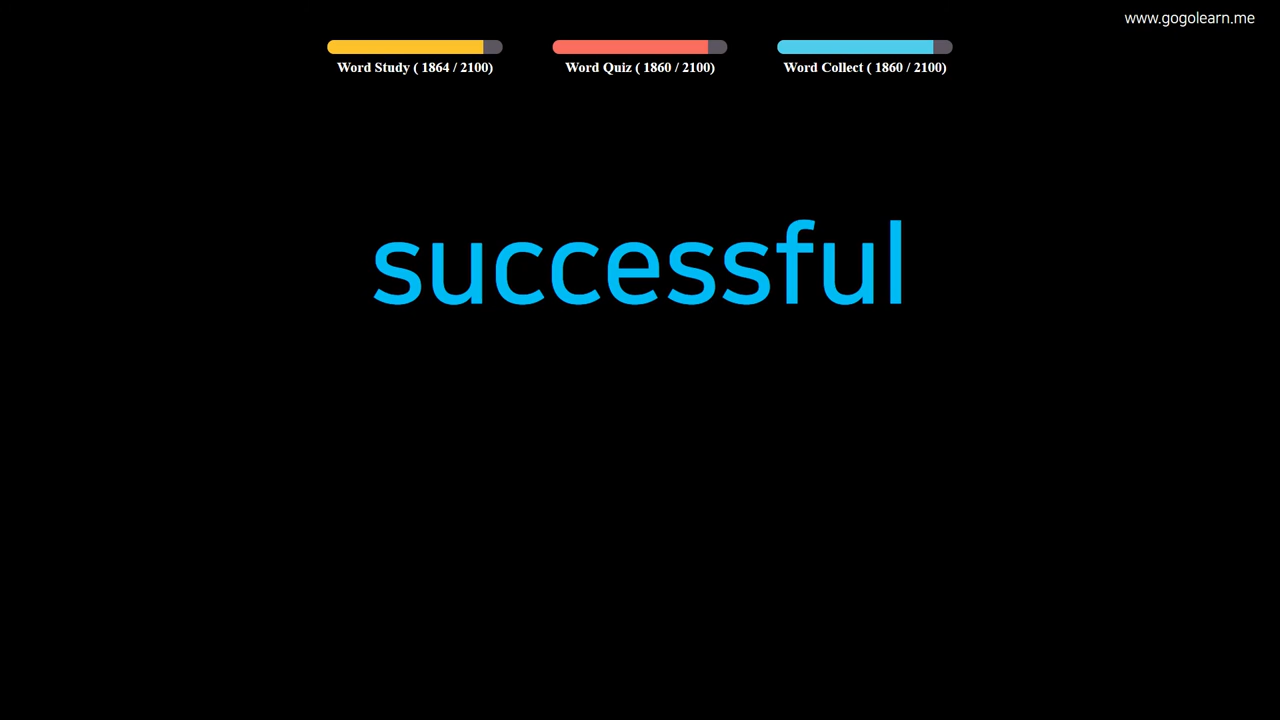 www.gogolearn.me
Word Study ( 1864 / 2100)
Word Quiz ( 1860 / 2100)
Word Collect ( 1860 / 2100)
successful